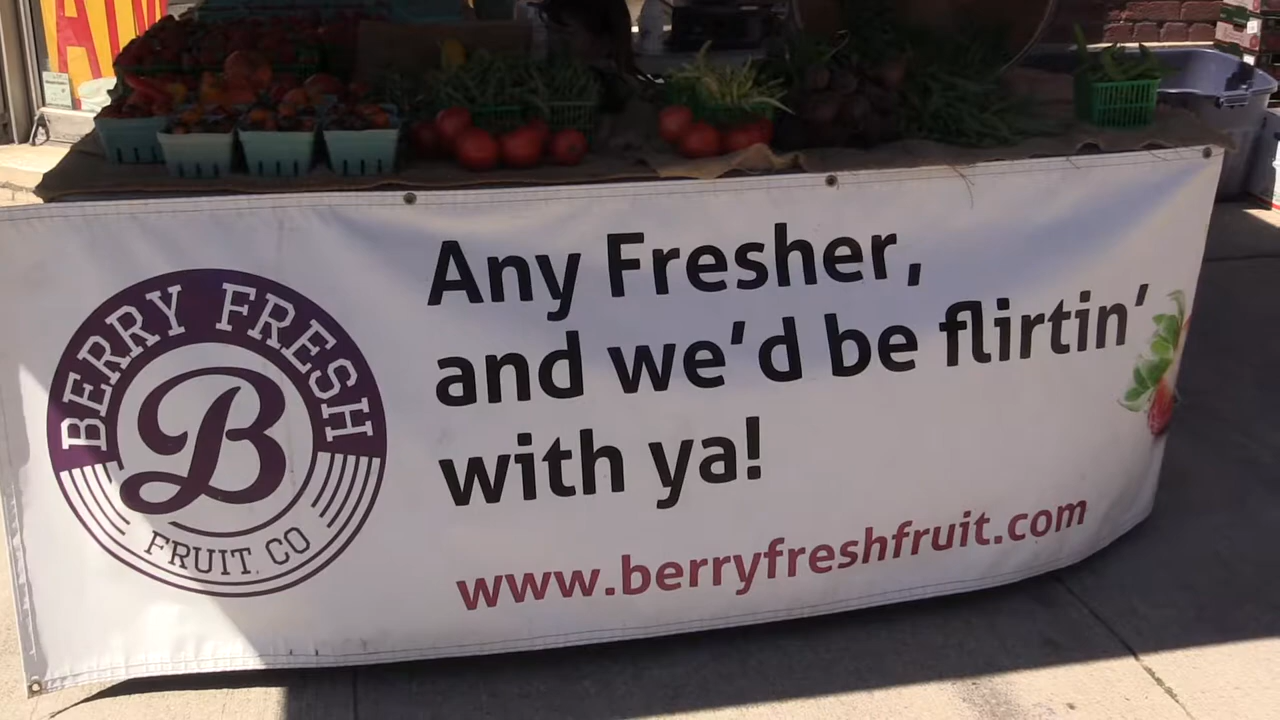 BERRY FRESH
B
FRUIT. CO
Any Fresher,
and we'd be flirtin'
with ya!
www.berryfreshfruit.com